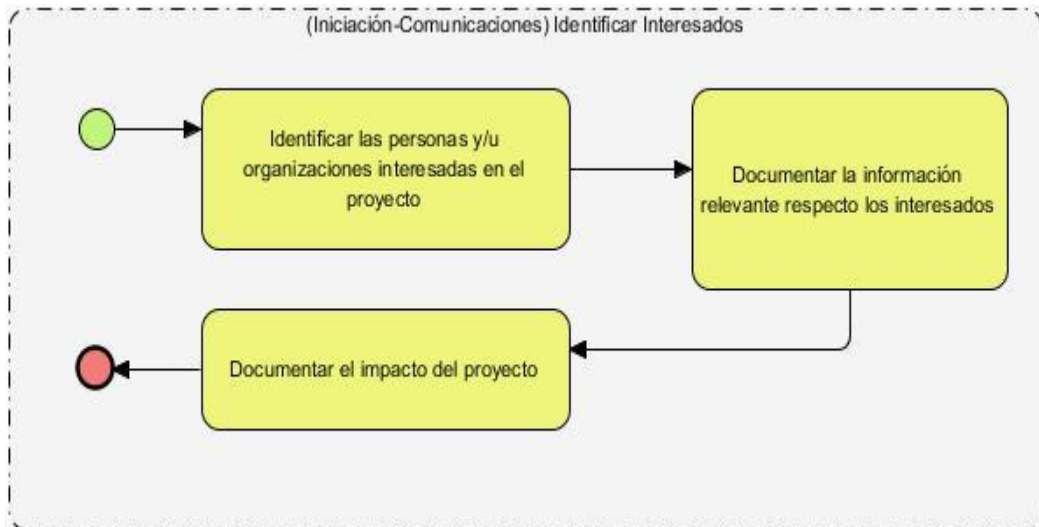 (Iniciación-Comunicaciones) Identificar Interesados
Identificar las personas y/u
organizaciones interesadas en el
proyecto
Documentar la información
relevante respecto los interesados
Documentar el impacto del proyecto